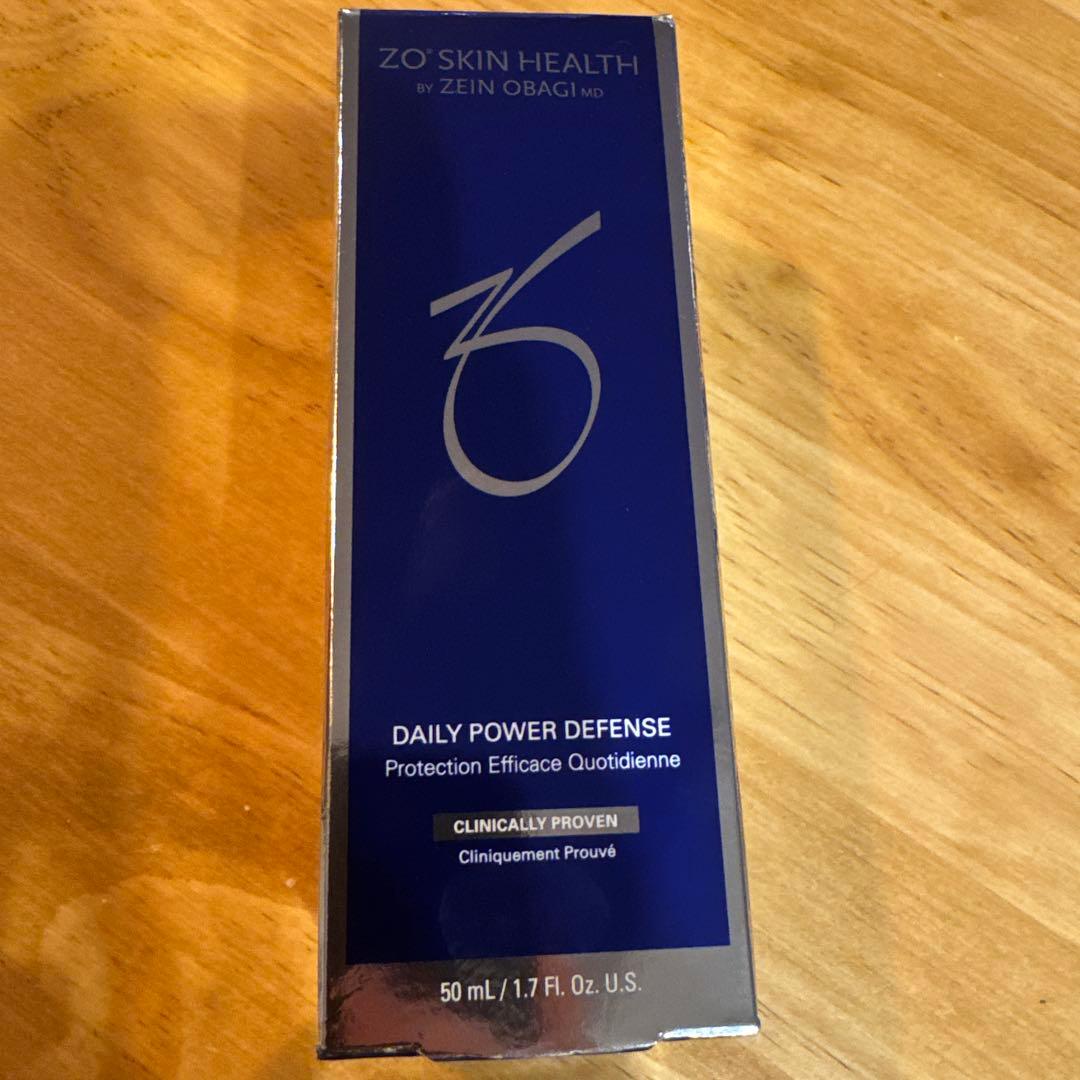 ZO® SKIN HEALTH
BY ZEIN OBAGI MD
ZO
DAILY POWER DEFENSE
Protection Efficace Quotidienne
CLINICALLY PROVEN
Cliniquement Prouvé
50 mL / 1.7 Fl. Oz. U.S.